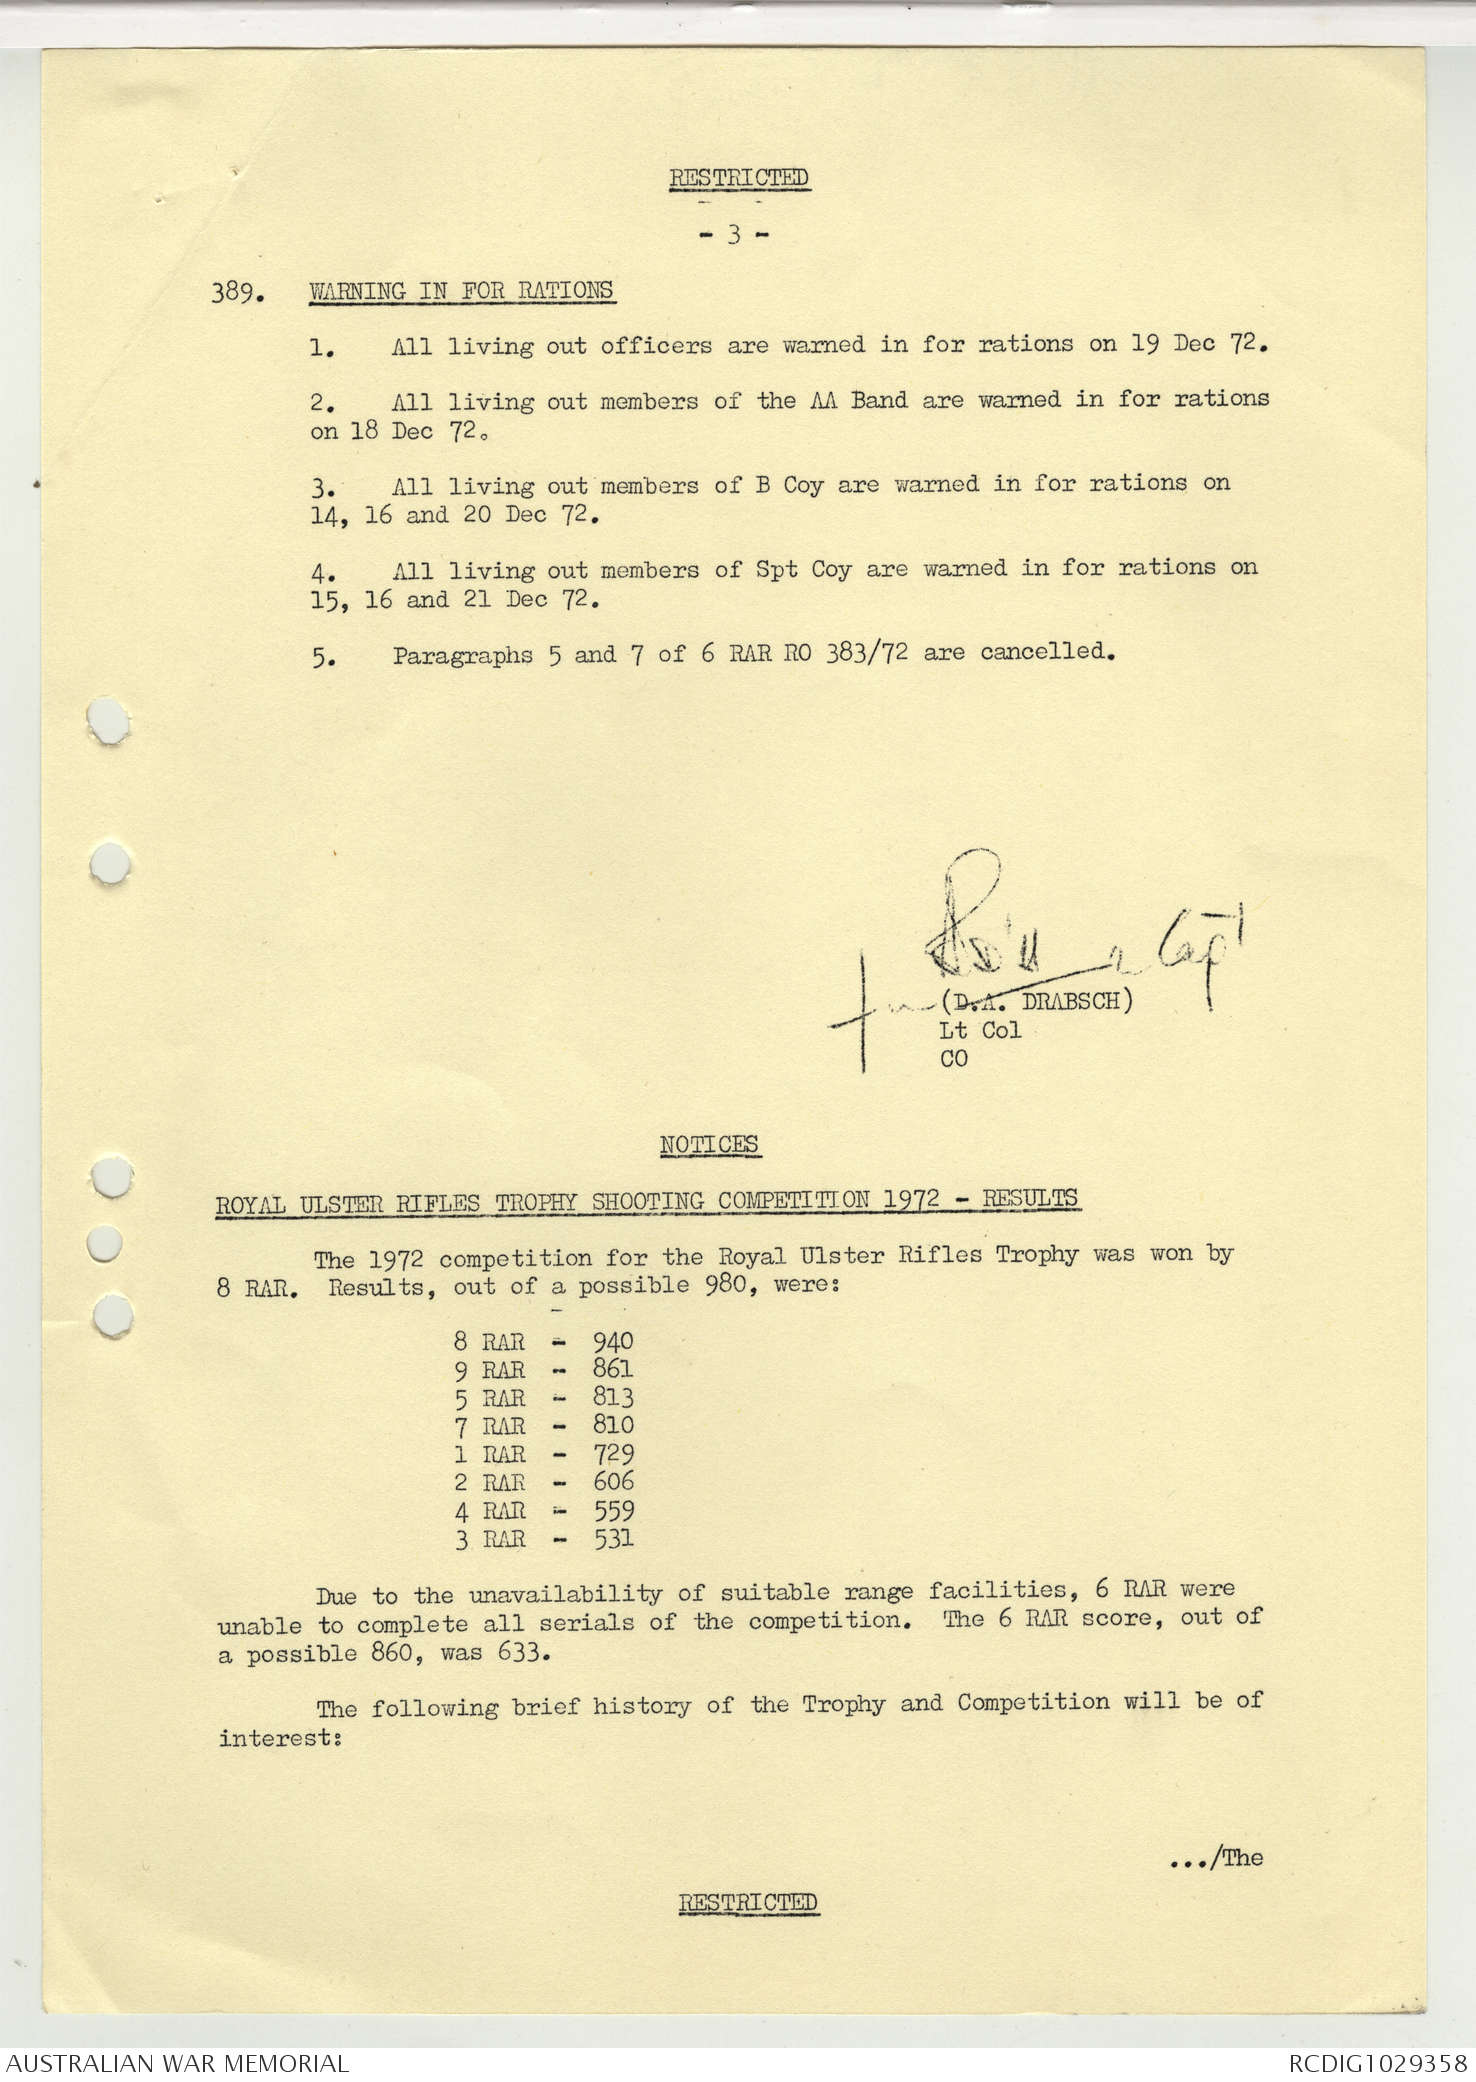 RESTRICTED
- 3 -
389. WARNING IN FOR RATIONS
1. All living out officers are warned in for rations on 19 Dec 72.
2. All living out members of the AA Band are warned in for rations
on 18 Dec 72.
3. All living out members of B Coy are warned in for rations on
14, 16 and 20 Dec 72.
4. All living out members of Spt Coy are warned in for rations on
15, 16 and 21 Dec 72.
5. Paragraphs 5 and 7 of 6 RAR RO 383/72 are cancelled.
Capt
for (D.A. DRABSCH)
Lt Col
CO
NOTICES
ROYAL ULSTER RIFLES TROPHY SHOOTING COMPETITION 1972 - RESULTS
The 1972 competition for the Royal Ulster Rifles Trophy was won by
8 RAR. Results, out of a possible 980, were:
8 RAR - 940
9 RAR - 861
5 RAR - 813
7 RAR - 810
1 RAR - 729
2 RAR - 606
4 RAR - 559
3 RAR - 531
Due to the unavailability of suitable range facilities, 6 RAR were
unable to complete all serials of the competition. The 6 RAR score, out of
a possible 860, was 633.
The following brief history of the Trophy and Competition will be of
interest:
.../The
RESTRICTED
AUSTRALIAN WAR MEMORIAL
RCDIG1029358